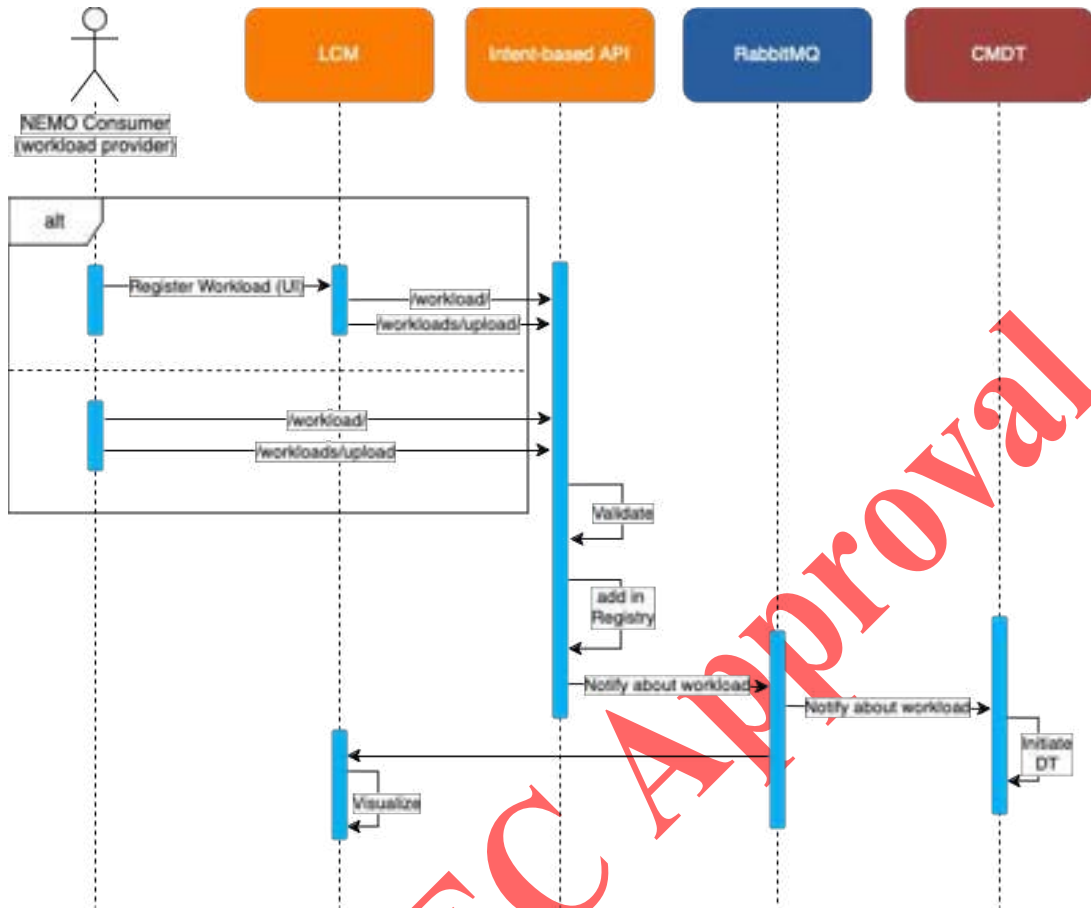 LCM
Intent-based API
RabbitMQ
CMDT
NEMO Consumer
(workload provider)
alt
Register Workload (UI)
/workload/
/workloads/upload/
/workload/
/workloads/upload
Validate
add in
Registry
Notify about workload
Notify about workload
Initiate
DT
Visualize
EC Approval